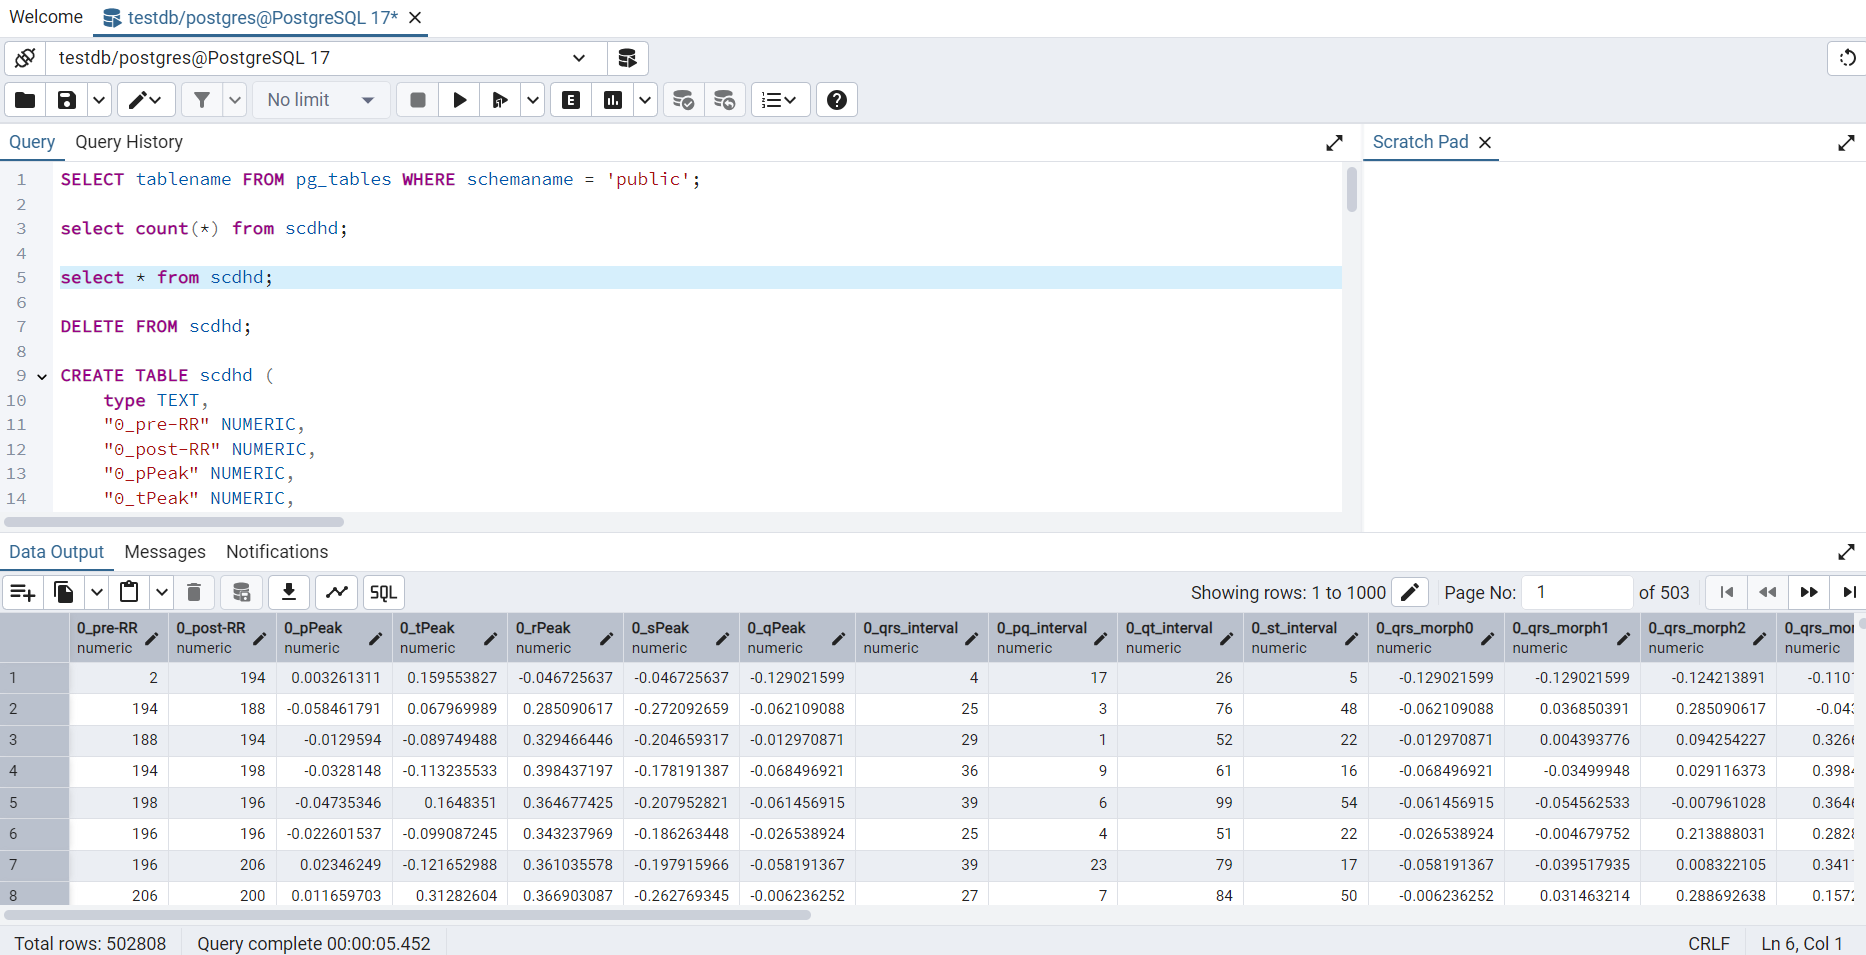 Welcome testdb/postgres@PostgreSQL 17*
testdb/postgres@PostgreSQL 17
No limit E
Query Query History Scratch Pad
1 SELECT tablename FROM pg_tables WHERE schemaname = 'public';
2
3 select count(*) from scdhd;
4
5 select * from scdhd;
6
7 DELETE FROM scdhd;
8
9 CREATE TABLE scdhd (
10 type TEXT,
11 "0_pre-RR" NUMERIC,
12 "0_post-RR" NUMERIC,
13 "0_pPeak" NUMERIC,
14 "0_tPeak" NUMERIC,
Data Output Messages Notifications
SQL Showing rows: 1 to 1000 Page No: 1 of 503
0_pre-RR 0_post-RR 0_pPeak 0_tPeak 0_rPeak 0_sPeak 0_qPeak 0_qrs_interval 0_pq_interval 0_qt_interval 0_st_interval 0_qrs_morph0 0_qrs_morph1 0_qrs_morph2 0_qrs_mor
numeric numeric numeric numeric numeric numeric numeric numeric numeric numeric numeric numeric numeric numeric numeric
1 2 194 0.003261311 0.159553827 -0.046725637 -0.046725637 -0.129021599 4 17 26 5 -0.129021599 -0.129021599 -0.124213891 -0.110
2 194 188 -0.058461791 0.067969989 0.285090617 -0.272092659 -0.062109088 25 3 76 48 -0.062109088 0.036850391 0.285090617 -0.04
3 188 194 -0.0129594 -0.089749488 0.329466446 -0.204659317 -0.012970871 29 1 52 22 -0.012970871 0.004393776 0.094254227 0.326
4 194 198 -0.0328148 -0.113235533 0.398437197 -0.178191387 -0.068496921 36 9 61 16 -0.068496921 -0.03499948 0.029116373 0.398
5 198 196 -0.04735346 0.1648351 0.364677425 -0.207952821 -0.061456915 39 6 99 54 -0.061456915 -0.054562533 -0.007961028 0.364
6 196 196 -0.022601537 -0.099087245 0.343237969 -0.186263448 -0.026538924 25 4 51 22 -0.026538924 -0.004679752 0.213888031 0.282
7 196 206 0.02346249 -0.121652988 0.361035578 -0.197915966 -0.058191367 39 23 79 17 -0.058191367 -0.039517935 0.008322105 0.341
8 206 200 0.011659703 0.31282604 0.366903087 -0.262769345 -0.006236252 27 7 84 50 -0.006236252 0.031463214 0.288692638 0.157
Total rows: 502808 Query complete 00:00:05.452 CRLF Ln 6, Col 1